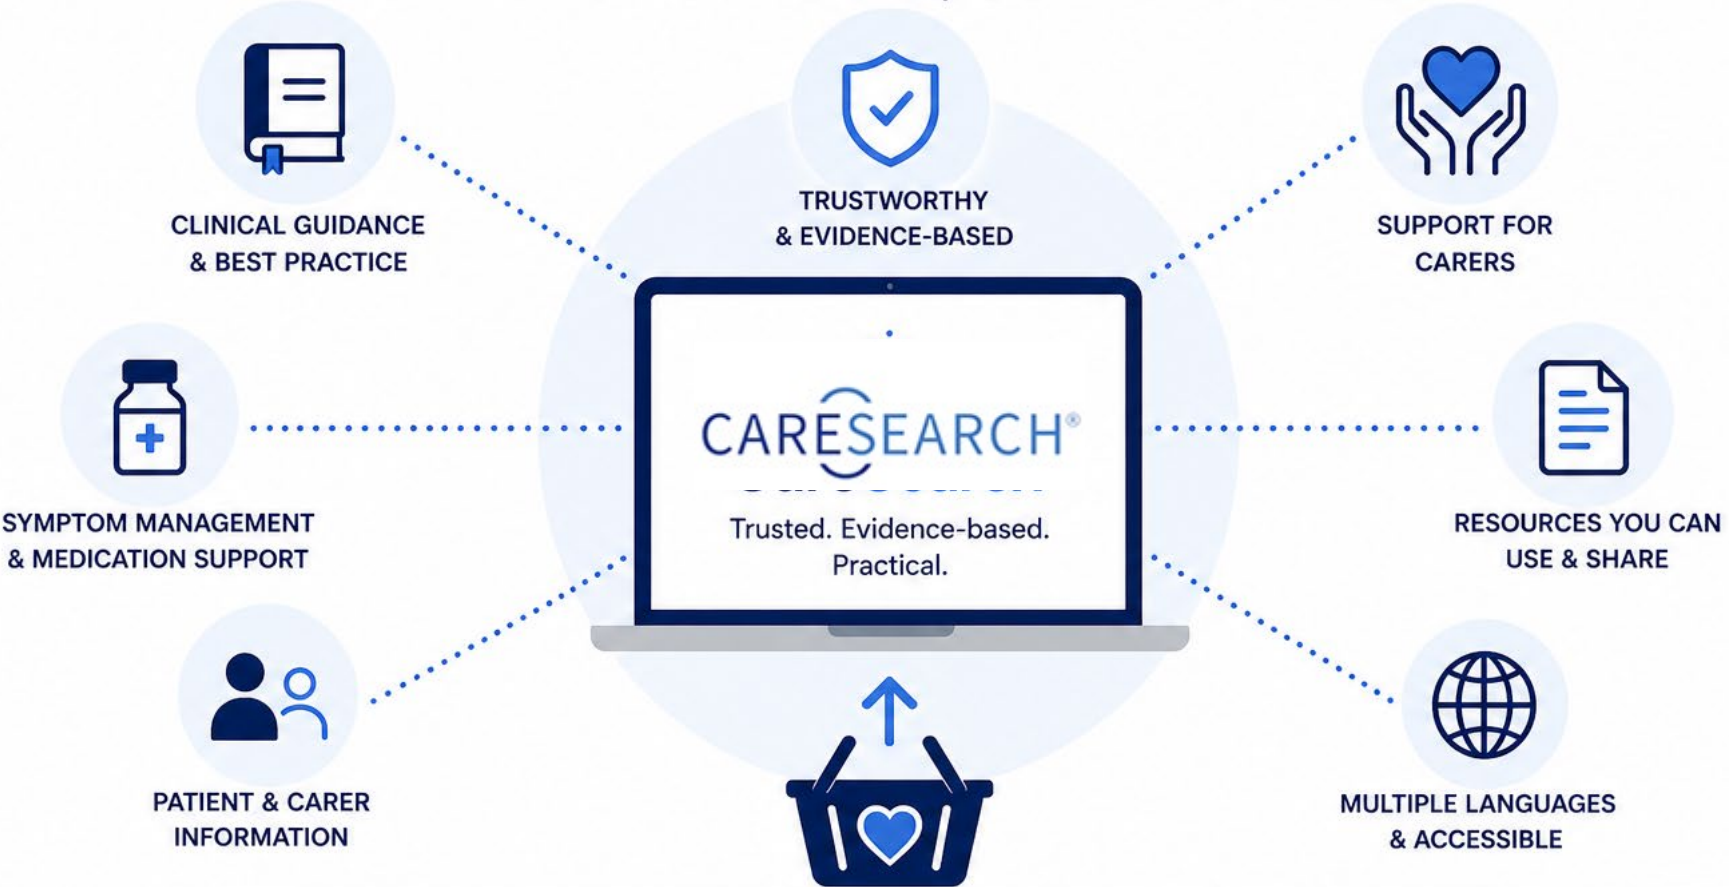 CLINICAL GUIDANCE
& BEST PRACTICE
TRUSTWORTHY
& EVIDENCE-BASED
SUPPORT FOR
CARERS
SYMPTOM MANAGEMENT
& MEDICATION SUPPORT
CARESEARCH®
Trusted. Evidence-based.
Practical.
RESOURCES YOU CAN
USE & SHARE
PATIENT & CARER
INFORMATION
MULTIPLE LANGUAGES
& ACCESSIBLE